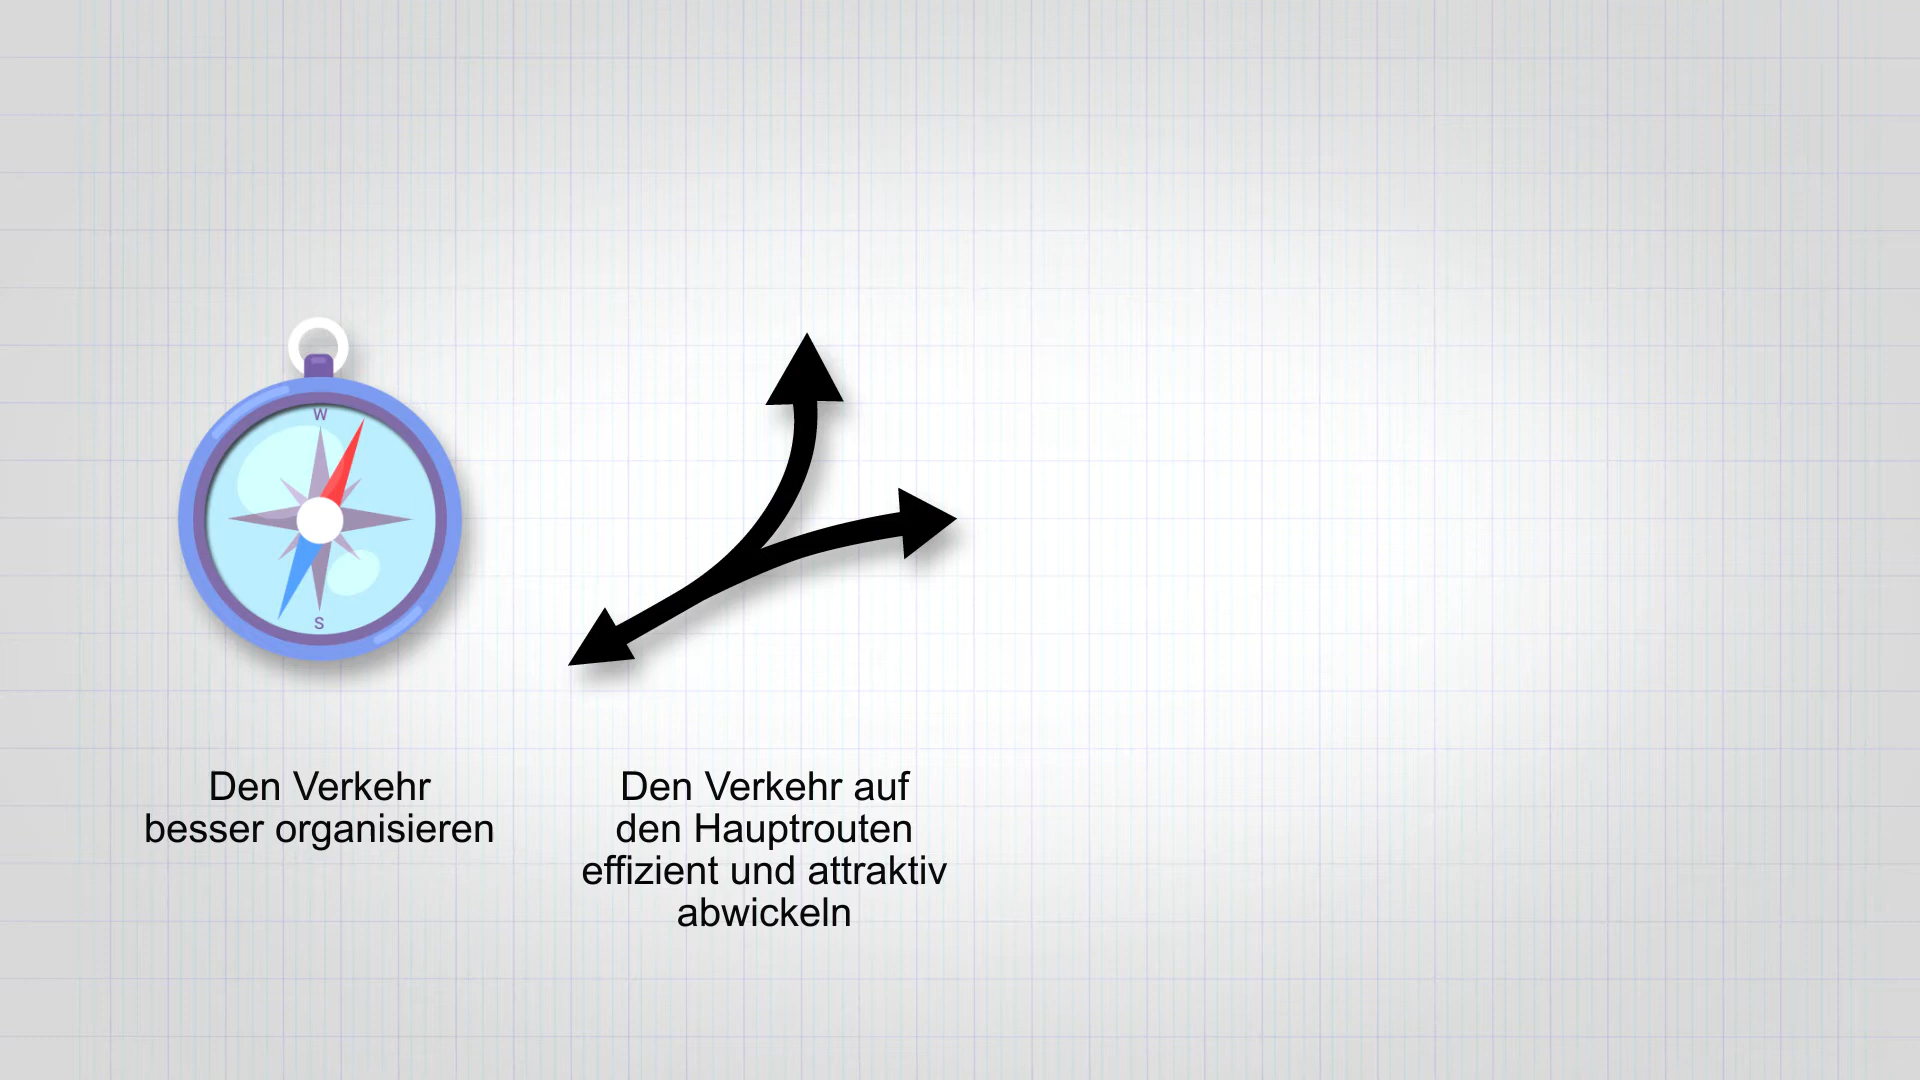 W
S
Den Verkehr
besser organisieren
Den Verkehr auf
den Hauptrouten
effizient und attraktiv
abwickeln